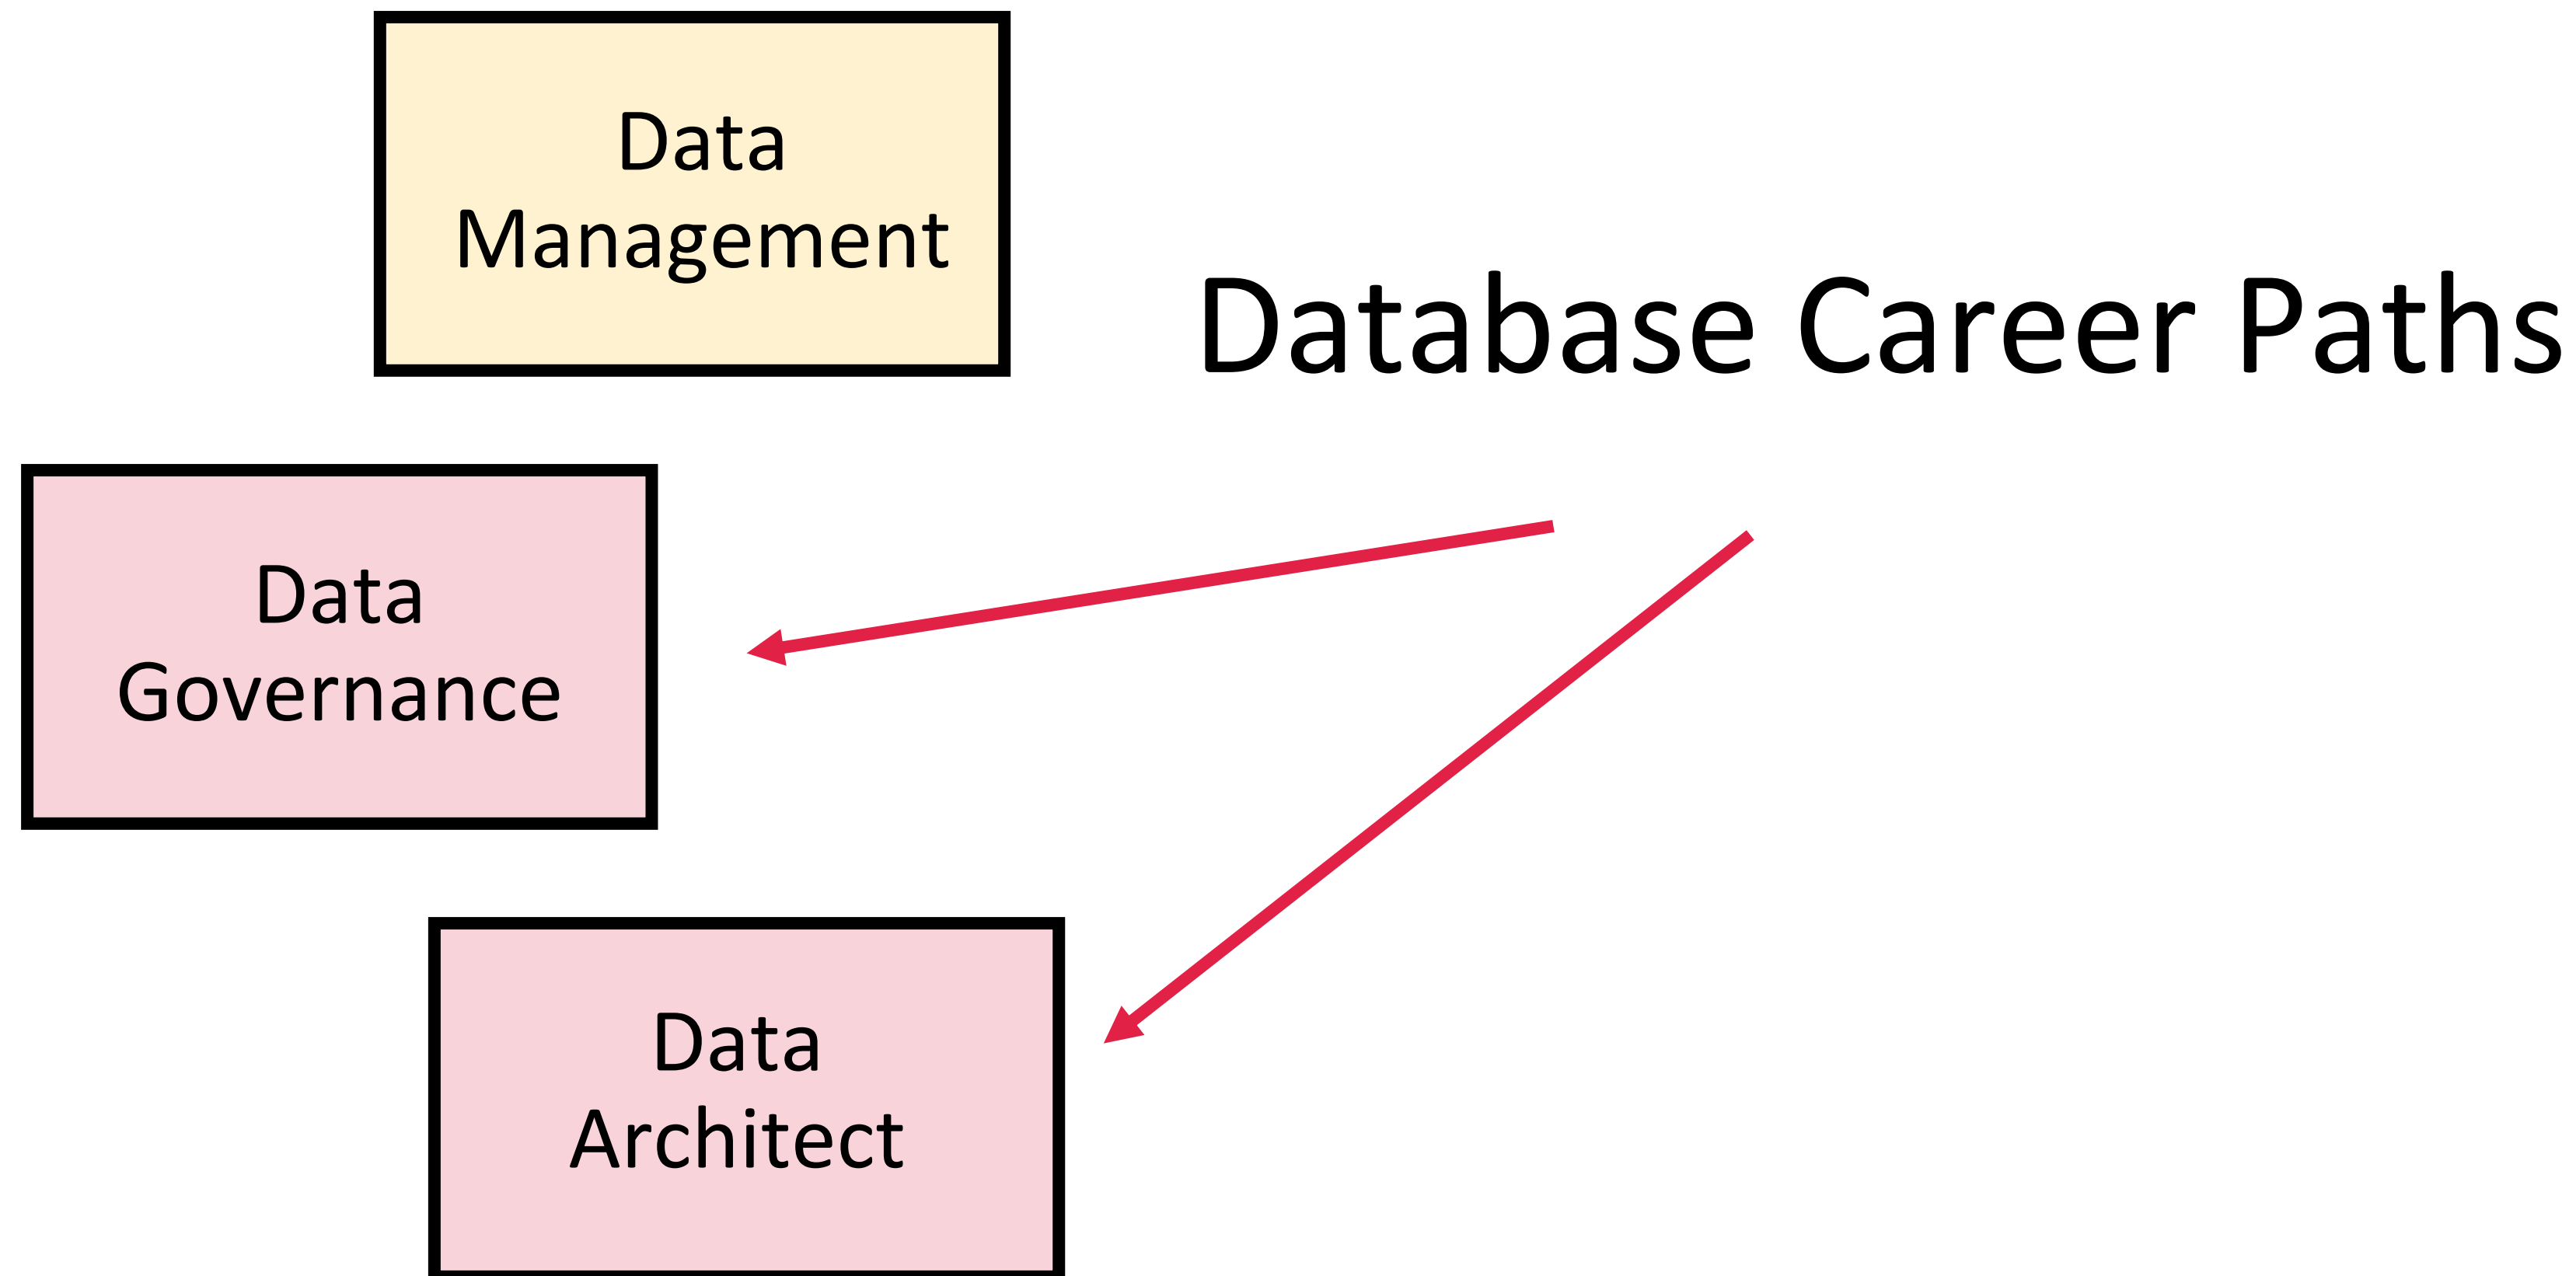 Data
Management
Database Career Paths
Data
Governance
Data
Architect